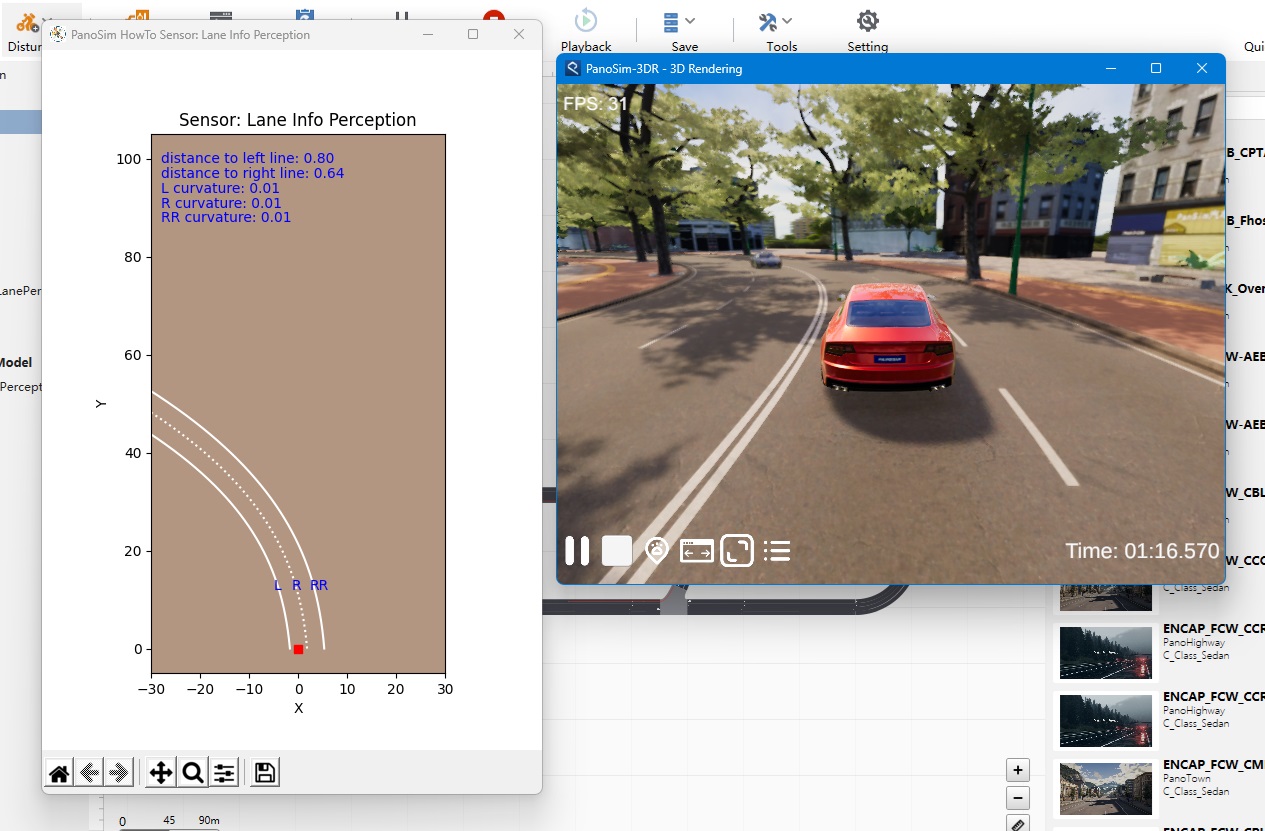 Distur
Playback
Save
Tools
Setting
Qui
PanoSim HowTo Sensor: Lane Info Perception
PanoSim-3DR - 3D Rendering
FPS: 31
Sensor: Lane Info Perception
distance to left line: 0.80
distance to right line: 0.64
L curvature: 0.01
R curvature: 0.01
RR curvature: 0.01
100
80
60
40
20
0
Y
L R RR
−30 −20 −10 0 10 20 30
X
Time: 01:16.570
n
LanePer
Model
Percept
B_CPTA
B_Fhos
K_Over
W-AEB
W-AEB
W_CBL
W_CCC
C_Class_Sedan
ENCAP_FCW_CCR
PanoHighway
C_Class_Sedan
ENCAP_FCW_CCR
PanoHighway
C_Class_Sedan
ENCAP_FCW_CMI
PanoTown
C_Class_Sedan
0 45 90m
+
−